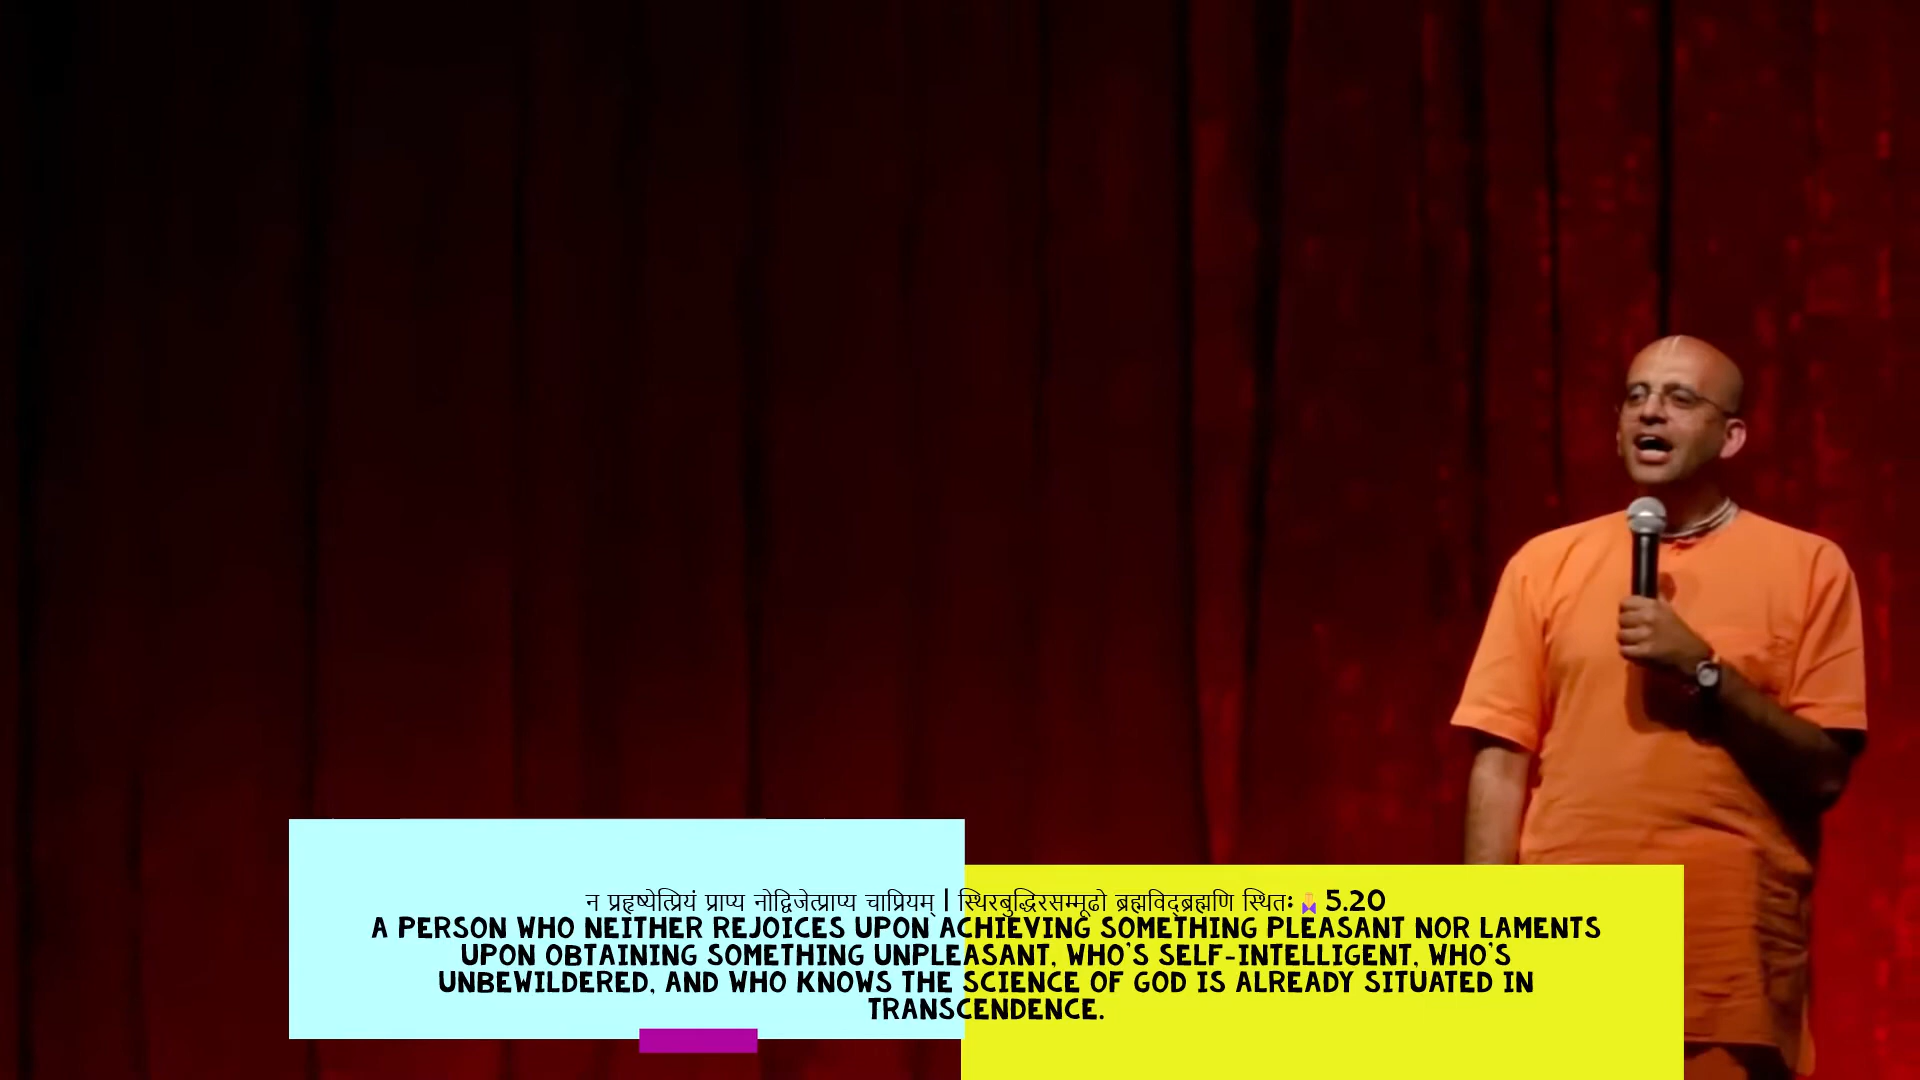 न प्रहृष्येत्प्रियं प्राप्य नोद्विजेत्प्राप्य चाप्रियम् | स्थिरबुद्धिरसम्मूढो ब्रह्मविद्ब्रह्मणि स्थितः 5.20
A PERSON WHO NEITHER REJOICES UPON ACHIEVING SOMETHING PLEASANT NOR LAMENTS
UPON OBTAINING SOMETHING UNPLEASANT, WHO'S SELF-INTELLIGENT, WHO'S
UNBEWILDERED, AND WHO KNOWS THE SCIENCE OF GOD IS ALREADY SITUATED IN
TRANSCENDENCE.